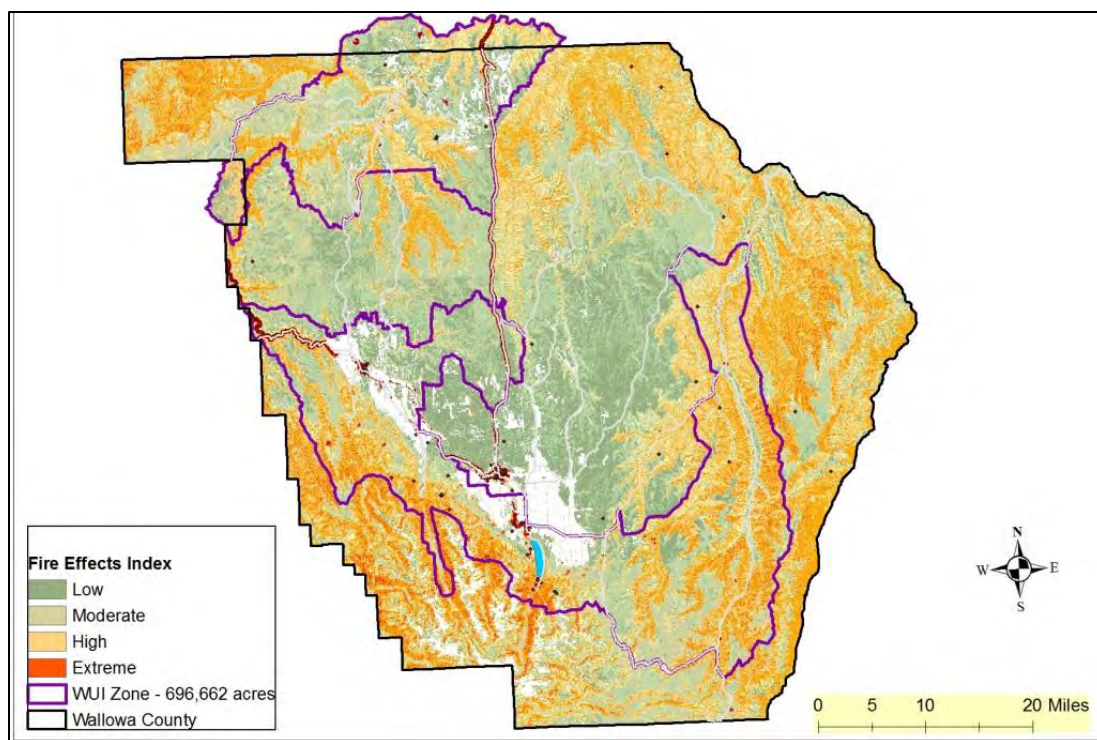 N
W E
S
Fire Effects Index
Low
Moderate
High
Extreme
WUI Zone - 696,662 acres
Wallowa County
0 5 10 20 Miles